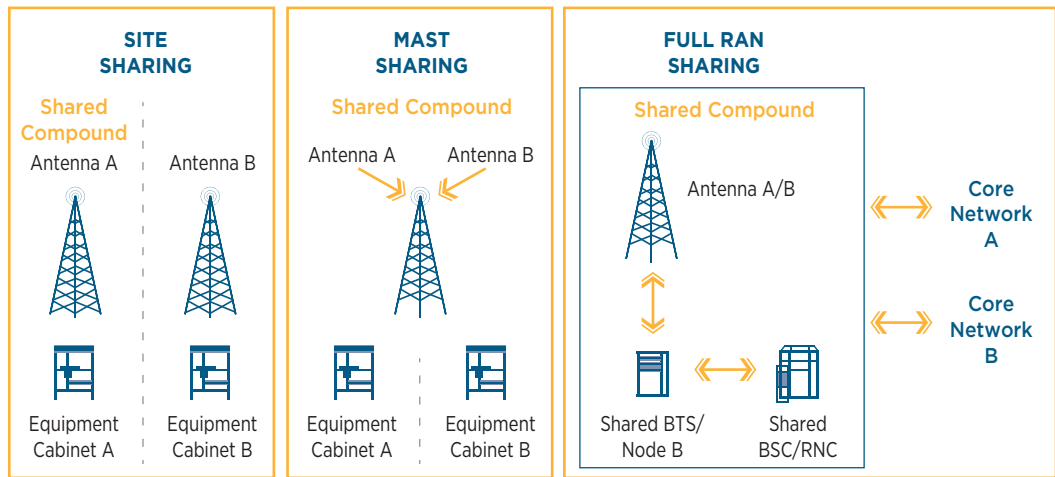 SITE
SHARING
Shared
Compound
Antenna A
Antenna B
Equipment
Cabinet A
Equipment
Cabinet B
MAST
SHARING
Shared Compound
Antenna A
Antenna B
Equipment
Cabinet A
Equipment
Cabinet B
FULL RAN
SHARING
Shared Compound
Antenna A/B
Shared BTS/
Node B
Shared
BSC/RNC
Core
Network
A
Core
Network
B